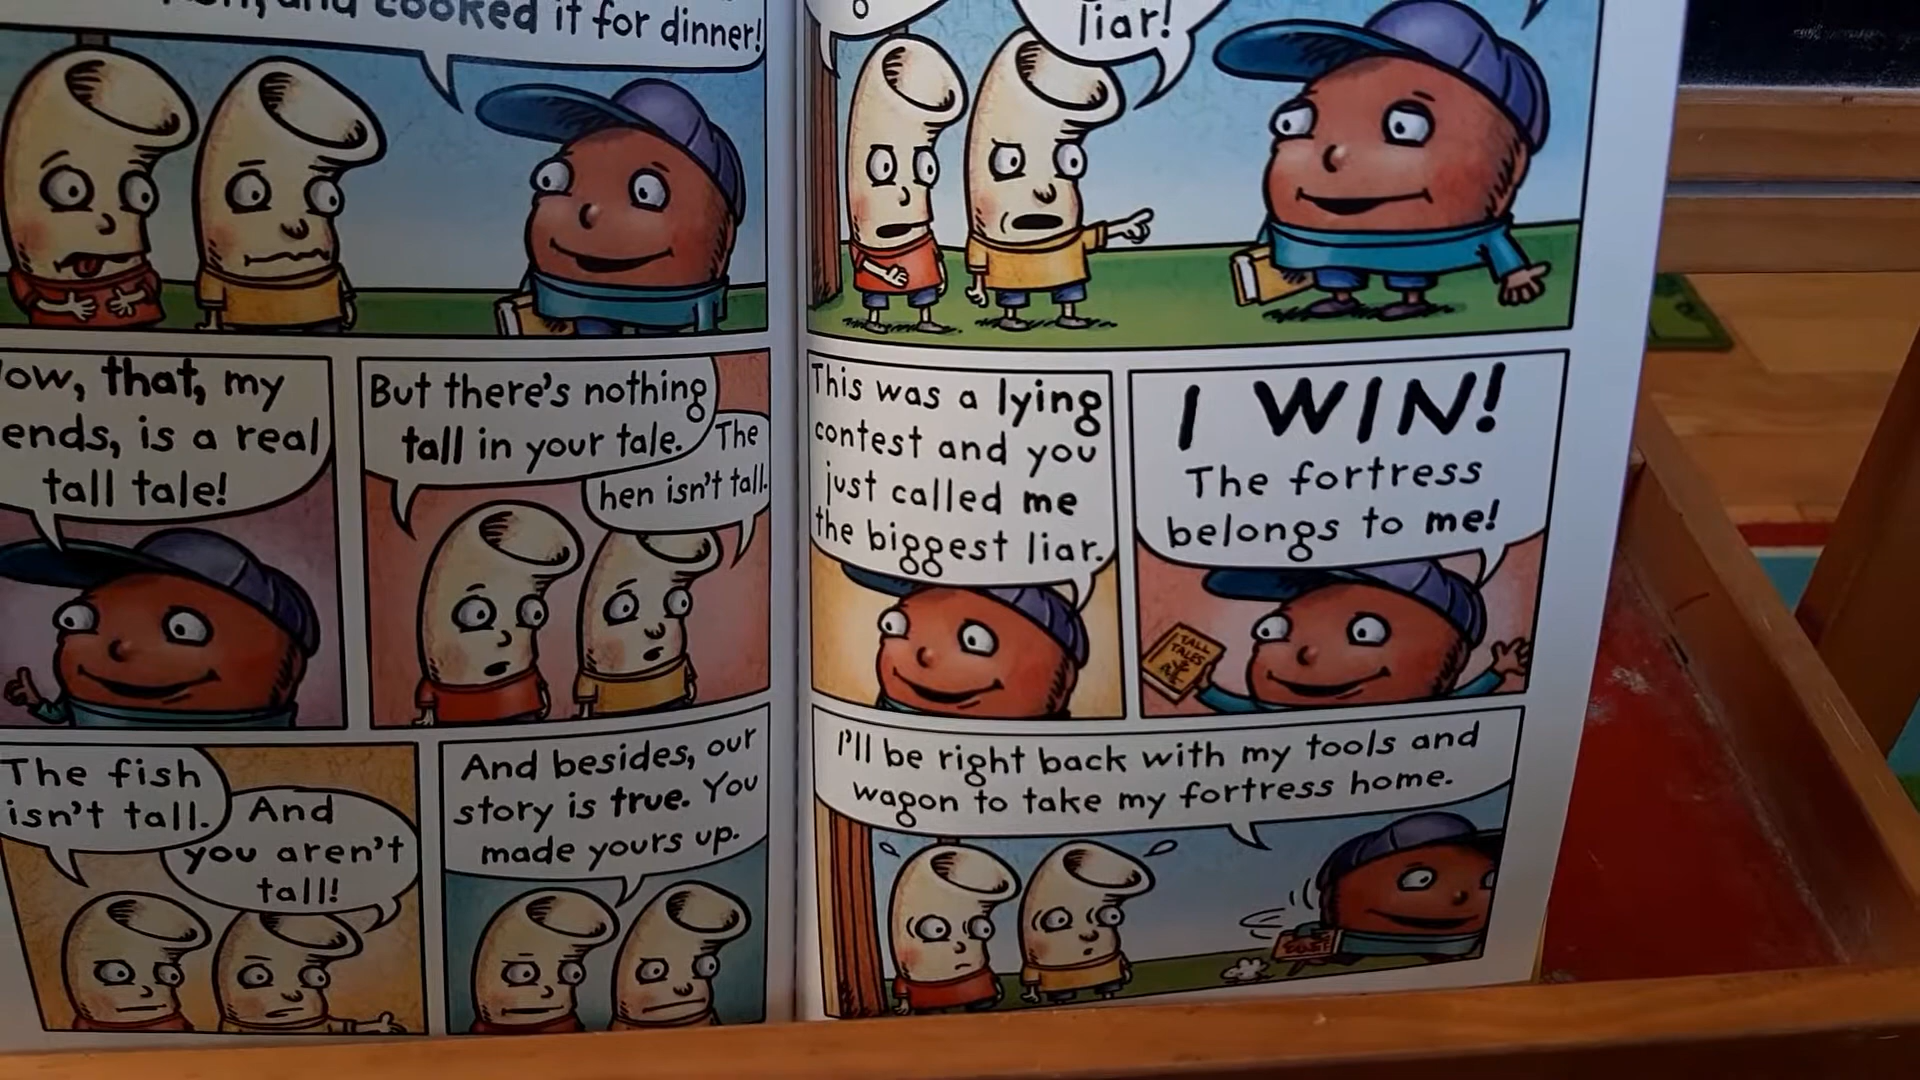 and cooked it for dinner!
that, my
is a real
tall tale!
But there's nothing
tall in your tale.
The
hen isn't tall.
The fish
isn't tall.
And
you aren't
tall!
And besides, our
story is true. You
made yours up.
liar!
This was a lying
contest and you
just called me
the biggest liar.
I WIN!
The fortress
belongs to me!
TALL
TALES
I'll be right back with my tools and
wagon to take my fortress home.